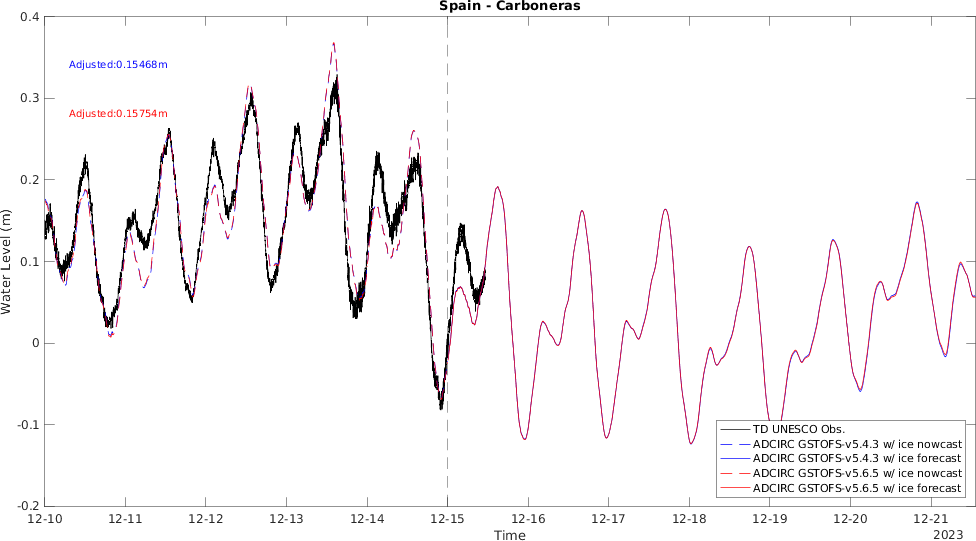 Spain - Carboneras
0.4
0.3
0.2
0.1
0
-0.1
-0.2
Water Level (m)
Adjusted:0.15468m
Adjusted:0.15754m
TD UNESCO Obs.
ADCIRC GSTOFS-v5.4.3 w/ ice nowcast
ADCIRC GSTOFS-v5.4.3 w/ ice forecast
ADCIRC GSTOFS-v5.6.5 w/ ice nowcast
ADCIRC GSTOFS-v5.6.5 w/ ice forecast
12-10 12-11 12-12 12-13 12-14 12-15 12-16 12-17 12-18 12-19 12-20 12-21
2023
Time